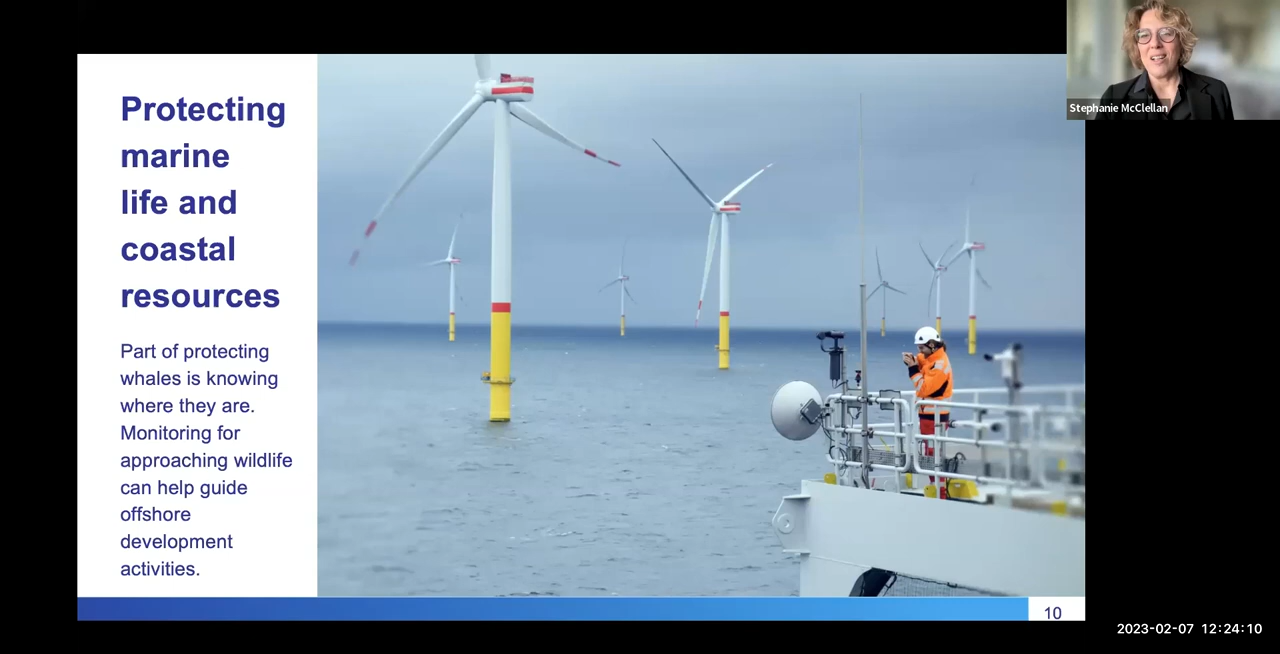 Protecting
marine
life and
coastal
resources
Part of protecting
whales is knowing
where they are.
Monitoring for
approaching wildlife
can help guide
offshore
development
activities.
10
Stephanie McClellan
2023-02-07 12:24:10